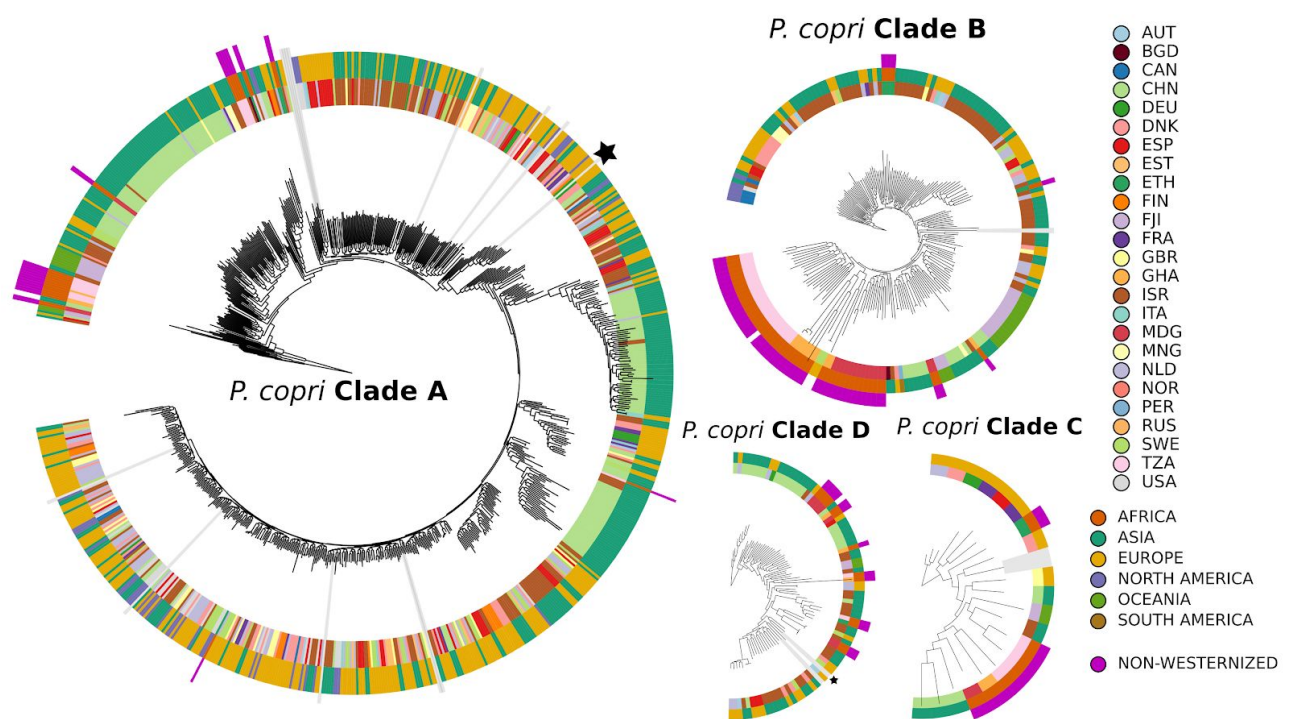 P. copri Clade B
P. copri Clade A
P. copri Clade D
P. copri Clade C
AUT
BGD
CAN
CHN
DEU
DNK
ESP
EST
ETH
FIN
FJI
FRA
GBR
GHA
ISR
ITA
MDG
MNG
NLD
NOR
PER
RUS
SWE
TZA
USA
AFRICA
ASIA
EUROPE
NORTH AMERICA
OCEANIA
SOUTH AMERICA
NON-WESTERNIZED